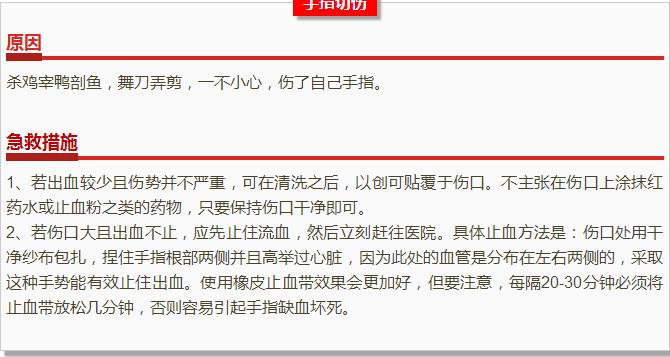 手指切伤
原因
杀鸡宰鸭剖鱼，舞刀弄剪，一不小心，伤了自己手指。
急救措施
1、若出血较少且伤势并不严重，可在清洗之后，以创可贴覆于伤口。不主张在伤口上涂抹红
药水或止血粉之类的药物，只要保持伤口干净即可。
2、若伤口大且出血不止，应先止住流血，然后立刻赶往医院。具体止血方法是：伤口处用干
净纱布包扎，捏住手指根部两侧并且高举过心脏，因为此处的血管是分布在左右两侧的，采取
这种手势能有效止住出血。使用橡皮止血带效果会更加好，但要注意，每隔20-30分钟必须将
止血带放松几分钟，否则容易引起手指缺血坏死。